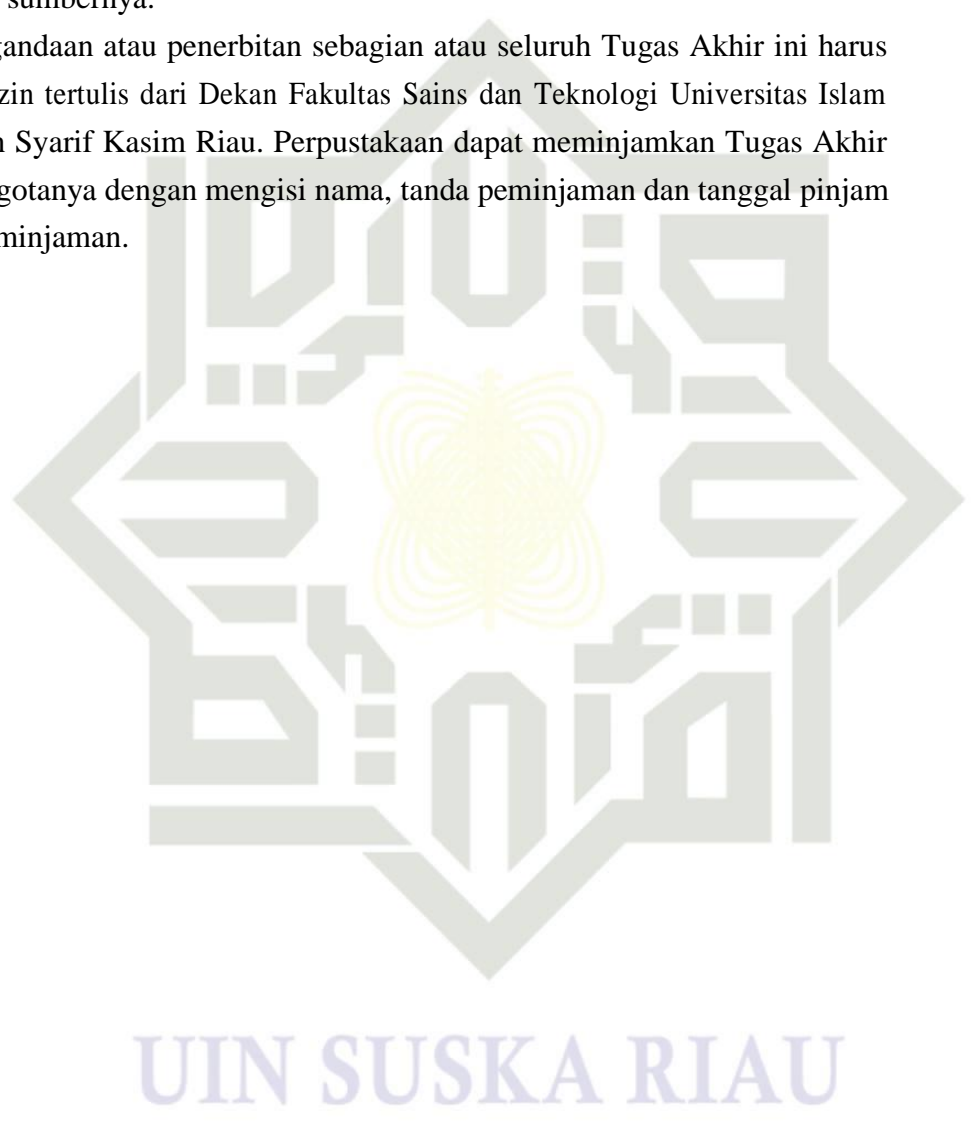 sumbernya.
gandaan atau penerbitan sebagian atau seluruh Tugas Akhir ini harus
zin tertulis dari Dekan Fakultas Sains dan Teknologi Universitas Islam
n Syarif Kasim Riau. Perpustakaan dapat meminjamkan Tugas Akhir
gotanya dengan mengisi nama, tanda peminjaman dan tanggal pinjam
minjaman.
UIN SUSKA RIAU